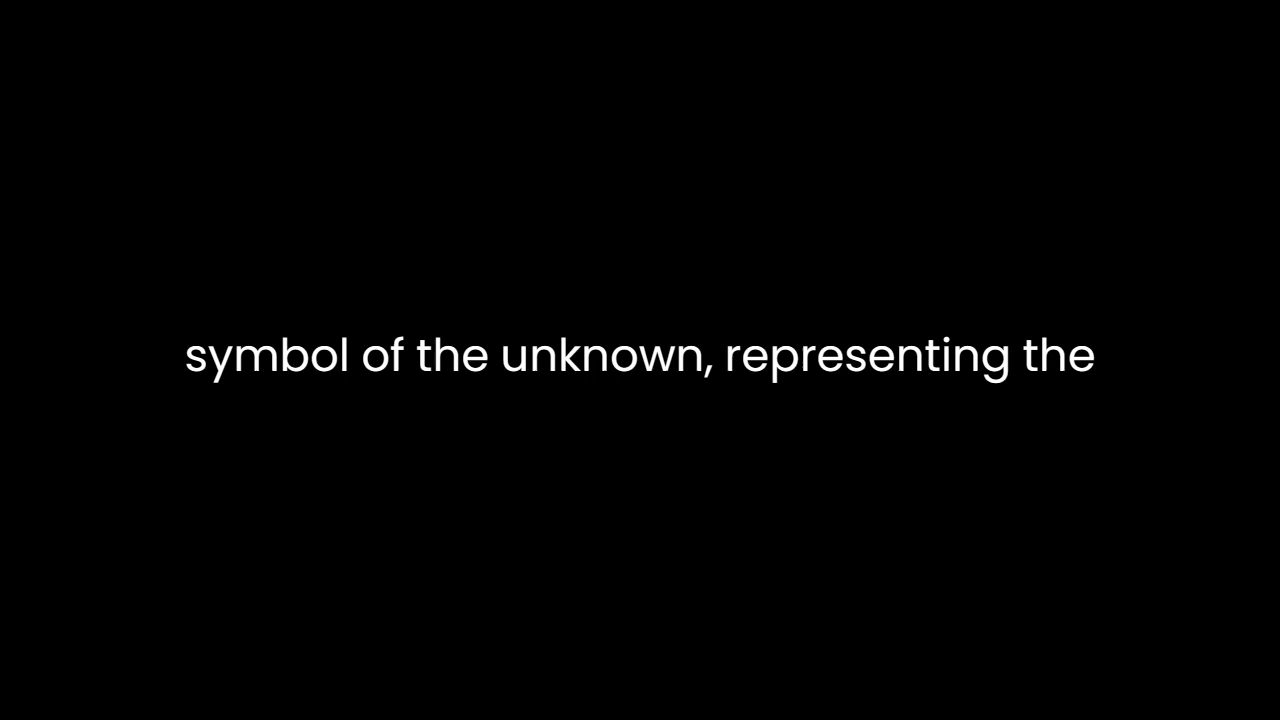 symbol of the unknown, representing the